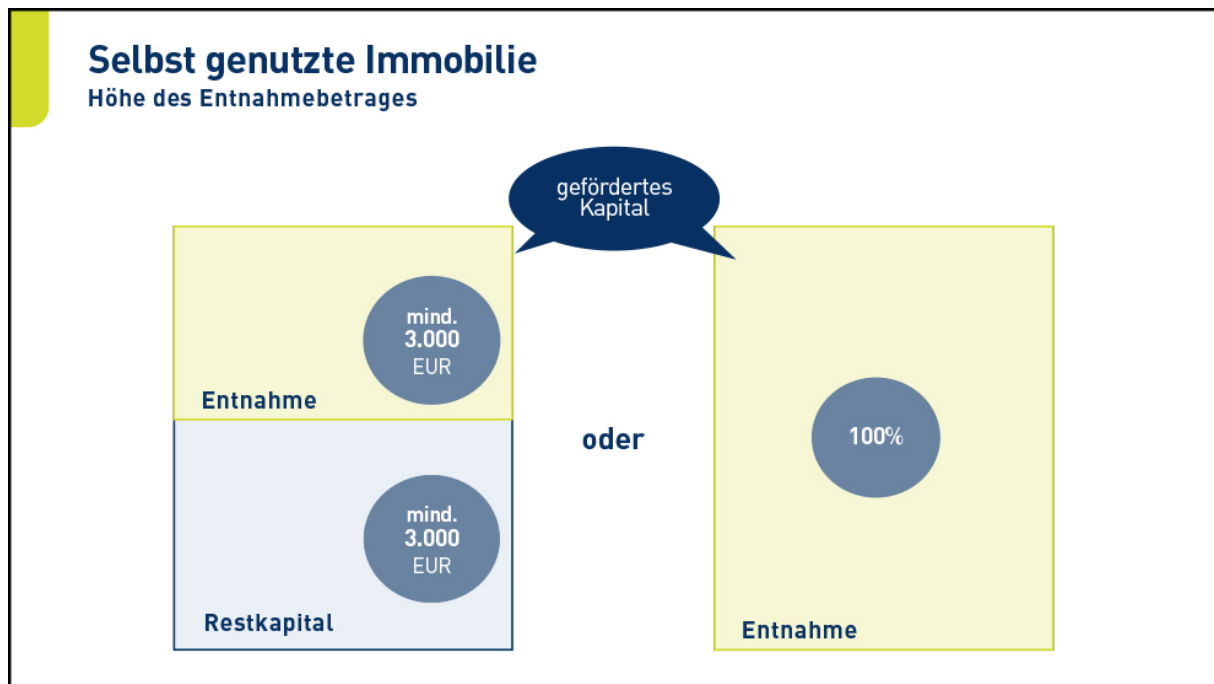 Selbst genutzte Immobilie
Höhe des Entnahmebetrages
gefördertes
Kapital
mind.
3.000
EUR
Entnahme
mind.
3.000
EUR
Restkapital
oder
100%
Entnahme